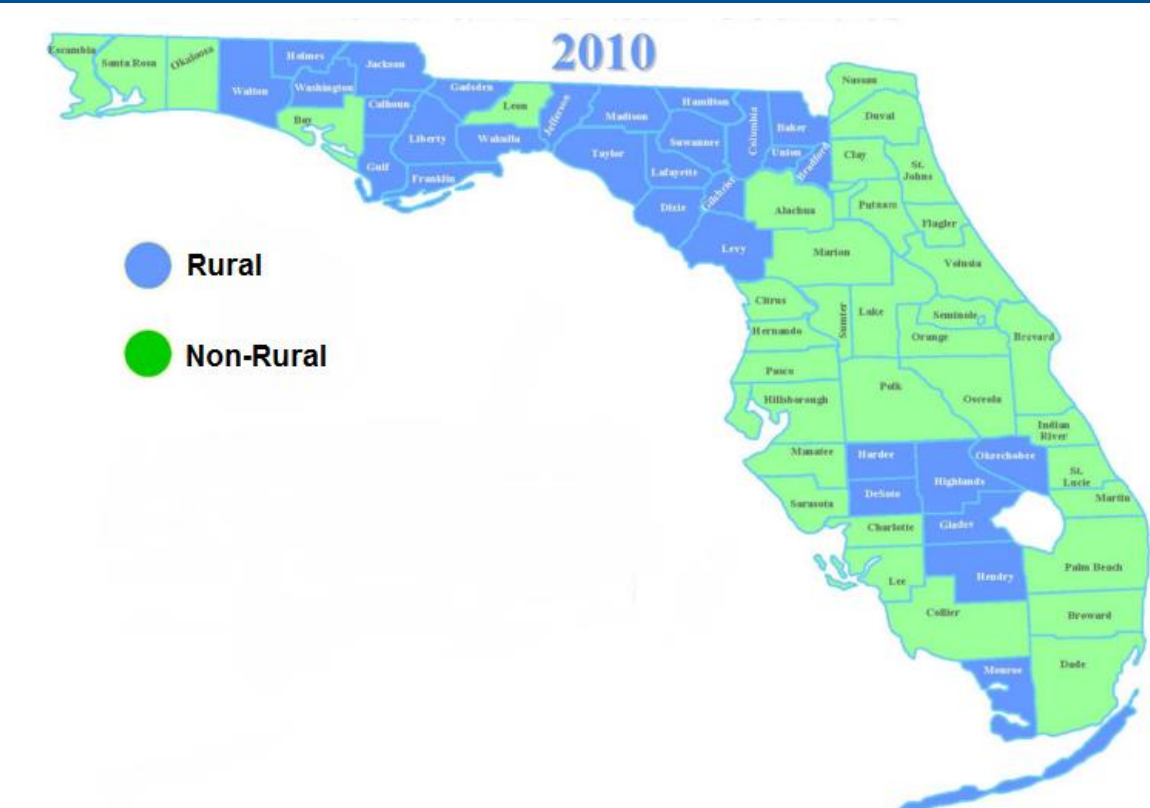 2010
Escambia
Santa Rosa
Okaloosa
Walton
Holmes
Washington
Jackson
Bay
Calhoun
Gulf
Liberty
Franklin
Gadsden
Leon
Wakulla
Jefferson
Madison
Taylor
Hamilton
Suwannee
Lafayette
Dixie
Gilchrist
Columbia
Baker
Union
Bradford
Levy
Nassau
Duval
Clay
St.
Johns
Putnam
Alachua
Flagler
Marion
Volusia
Rural
Non-Rural
Citrus
Hernando
Sumter
Lake
Seminole
Orange
Brevard
Pasco
Polk
Osceola
Hillsborough
Indian
River
Manatee
Hardee
Okeechobee
Highlands
St.
Lucie
Martin
DeSoto
Sarasota
Charlotte
Glades
Lee
Hendry
Palm Beach
Collier
Broward
Monroe
Dade